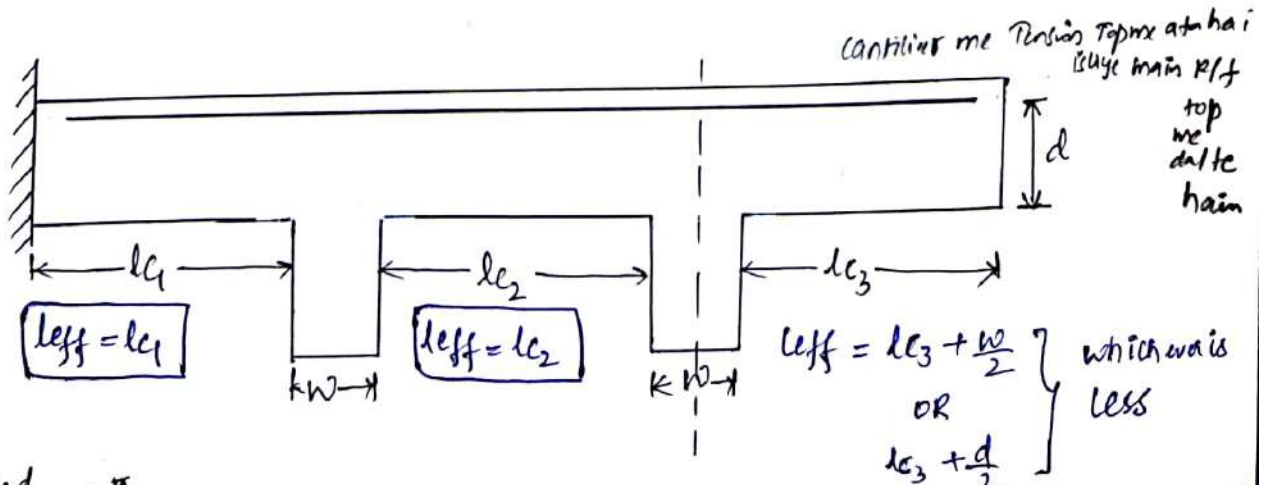 cantiliver me Tension Top me ata hai
isliye main R/f
top
me
dalte
hain
d
lc₁
lc₂
lc₃
leff = lc₁
leff = lc₂
leff = lc₃ + w/2
OR
lc₃ + d/2
which ever is
less
w
w